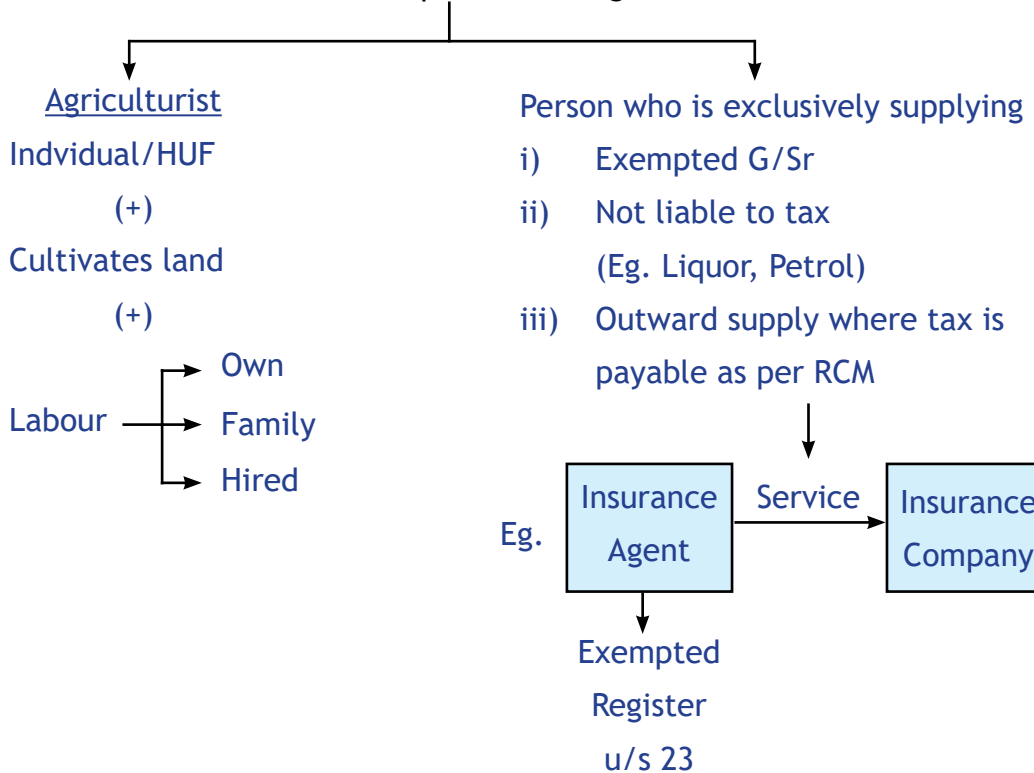 Agriculturist
Indvidual/HUF
(+)
Cultivates land
(+)
Labour
Own
Family
Hired
Person who is exclusively supplying
i) Exempted G/Sr
ii) Not liable to tax
(Eg. Liquor, Petrol)
iii) Outward supply where tax is
payable as per RCM
Eg.
Insurance
Agent
Service
Insurance
Company
Exempted
Register
u/s 23